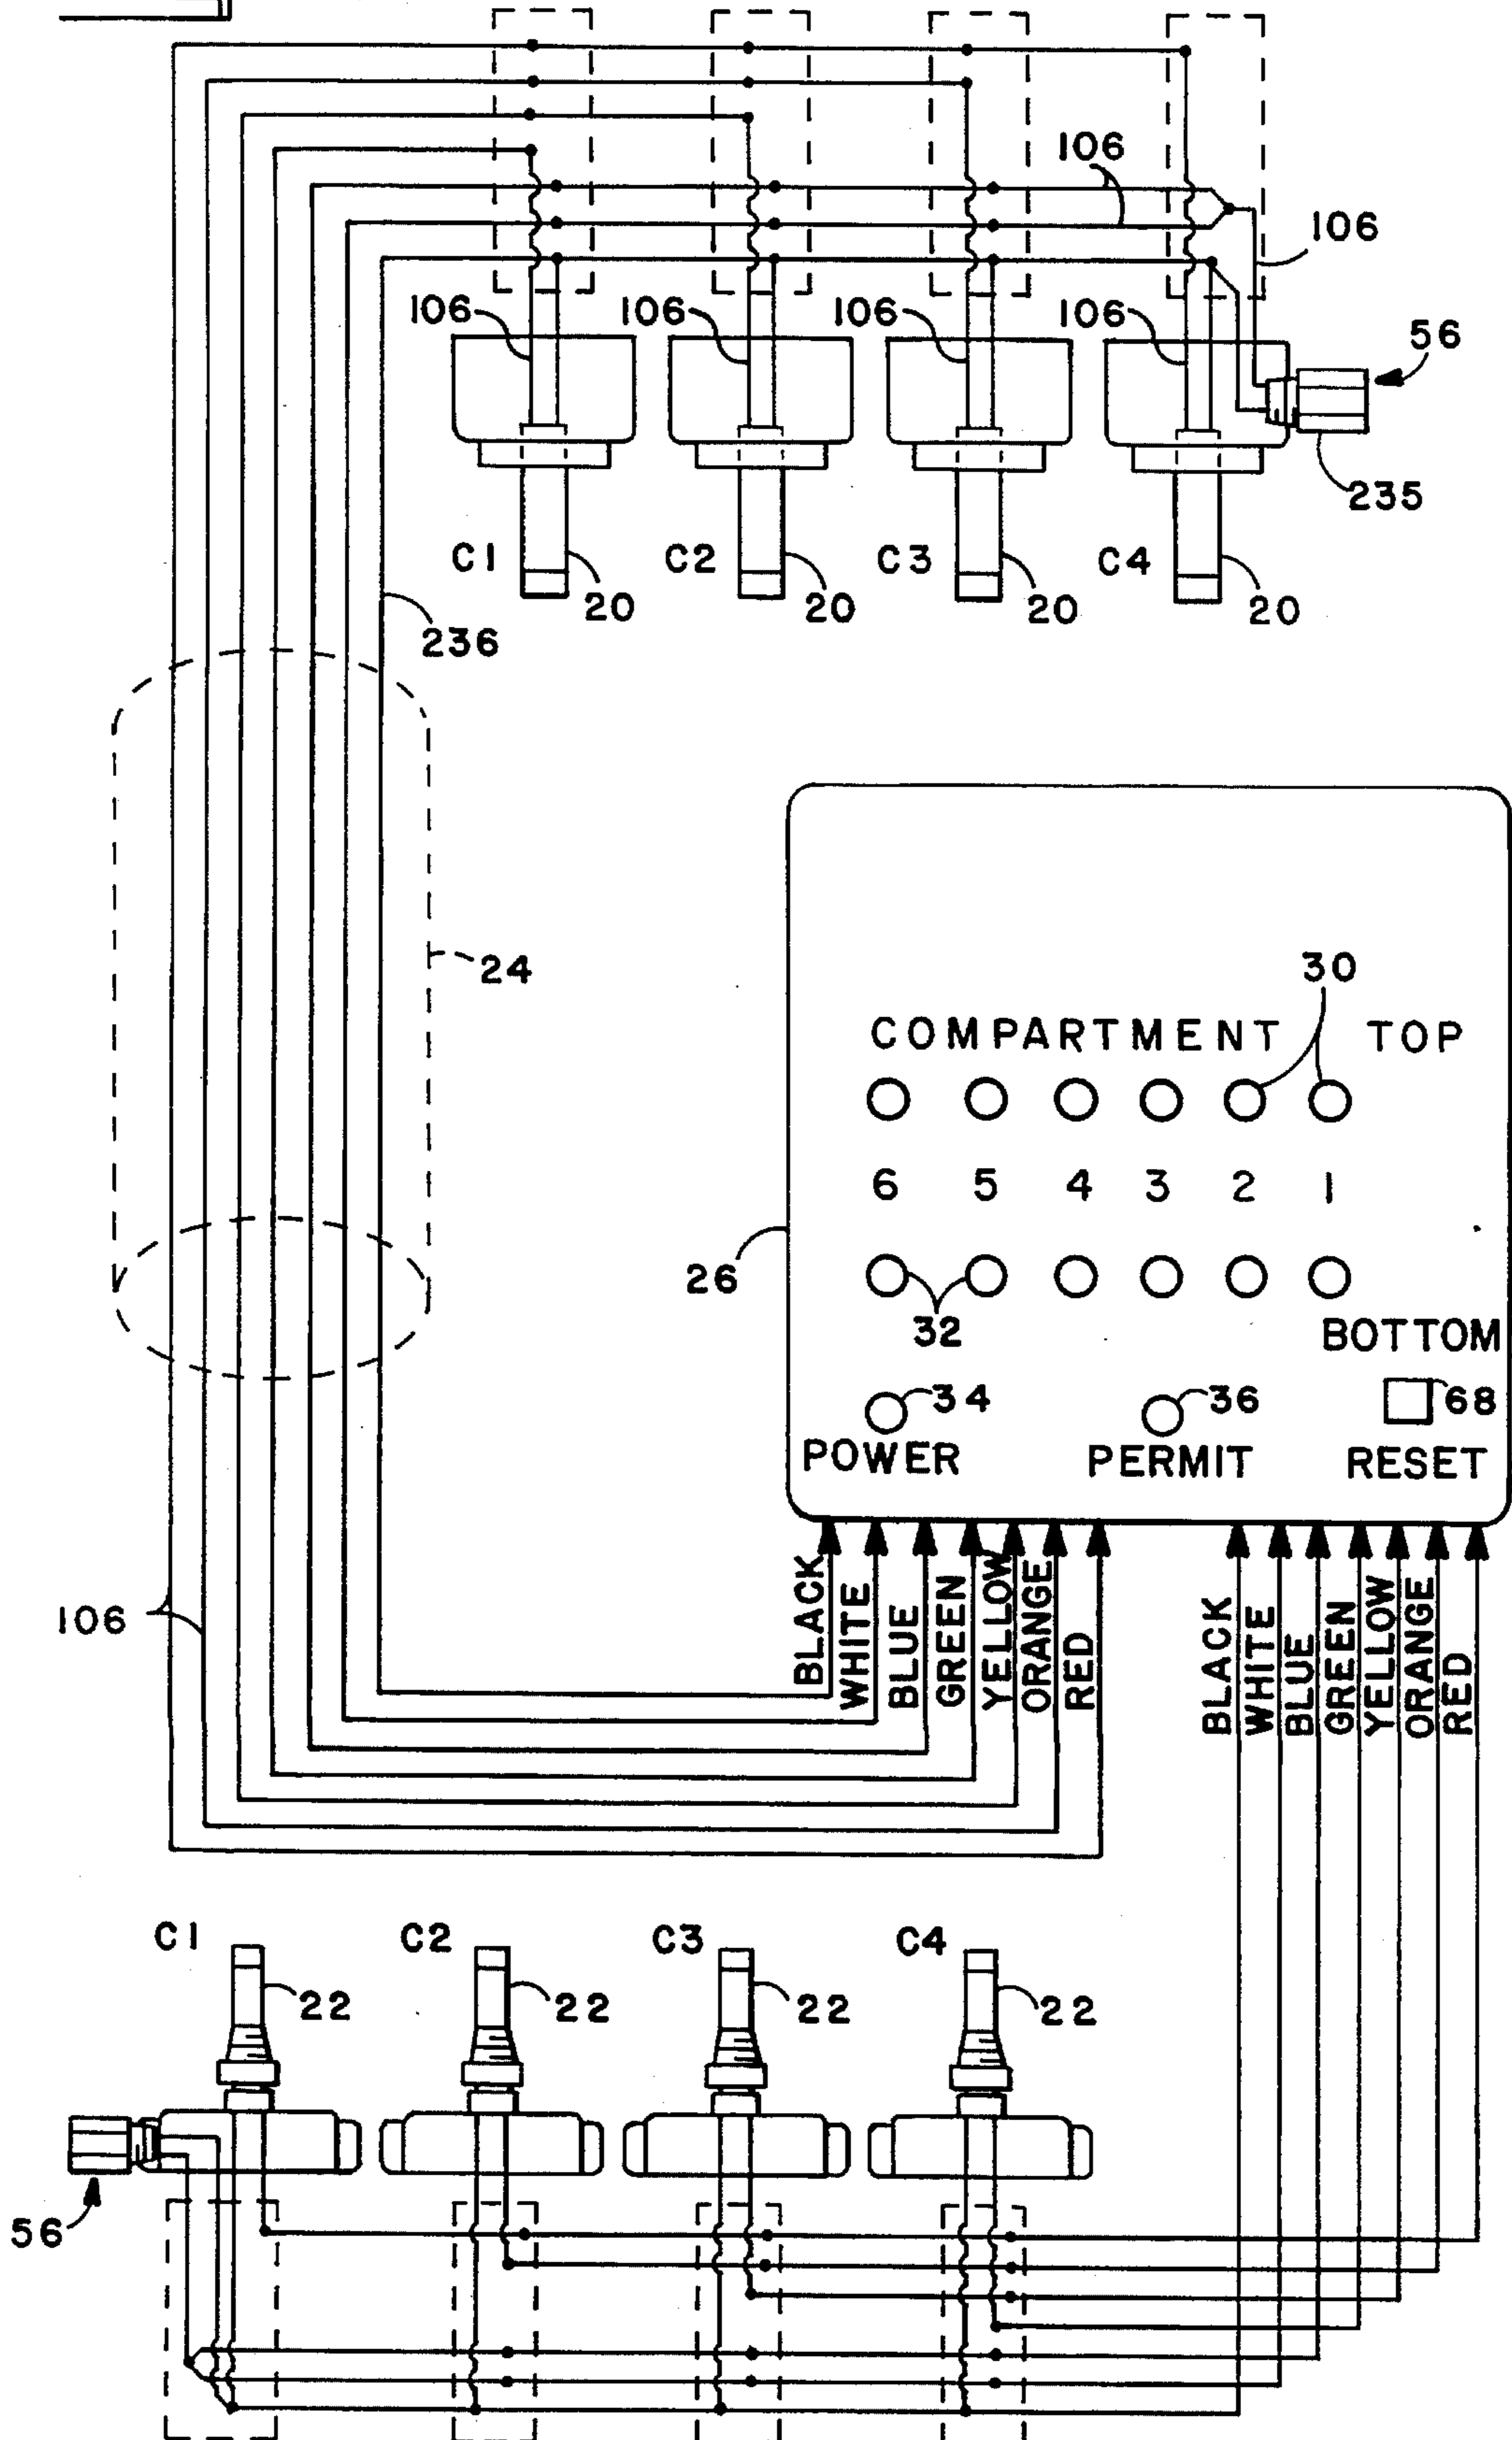 106
106
106 106 106 106
56
235
C1 C2 C3 C4
20 20 20 20
236
24
30
COMPARTMENT TOP
6 5 4 3 2 1
26
32
BOTTOM
34 36 68
POWER PERMIT RESET
106
BLACK WHITE BLUE GREEN YELLOW ORANGE RED
BLACK WHITE BLUE GREEN YELLOW ORANGE RED
C1 C2 C3 C4
22 22 22 22
56